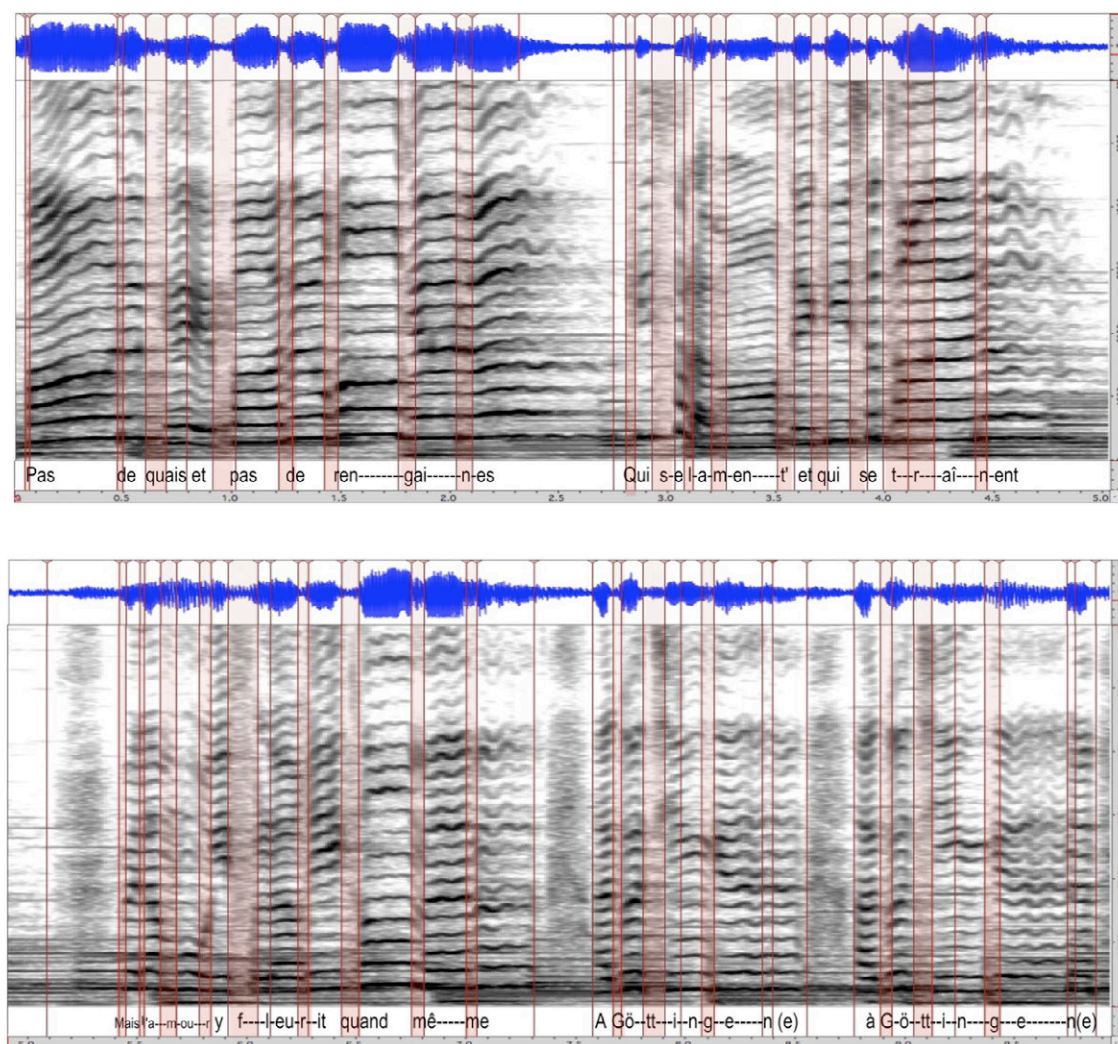 Pas de quais et pas de ren--------gai-----n-es Qui s-e l-a-m-en-----t' et qui se t---r----aî----n-ent
0.5 1.0 1.5 2.0 2.5 3.0 3.5 4.0 4.5 5.0
Mais l'a---m-ou---r y f----l-eu-r--it quand mê-----me A Gö--tt---i--n-g--e----n (e) à G-ö--tt--i--n----g---e-------n(e)